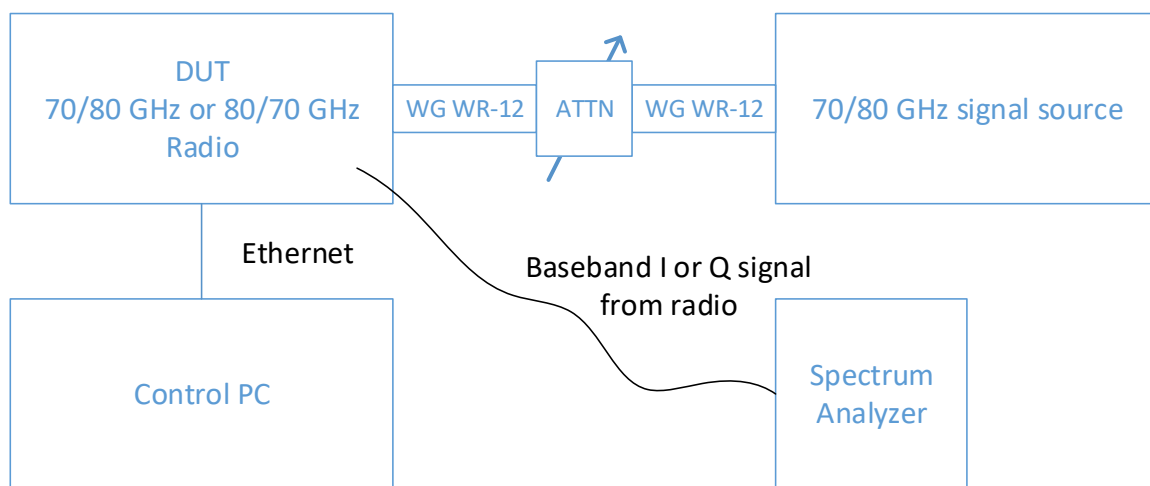 DUT
70/80 GHz or 80/70 GHz
Radio
WG WR-12
ATTN
WG WR-12
70/80 GHz signal source
Ethernet
Baseband I or Q signal
from radio
Control PC
Spectrum
Analyzer